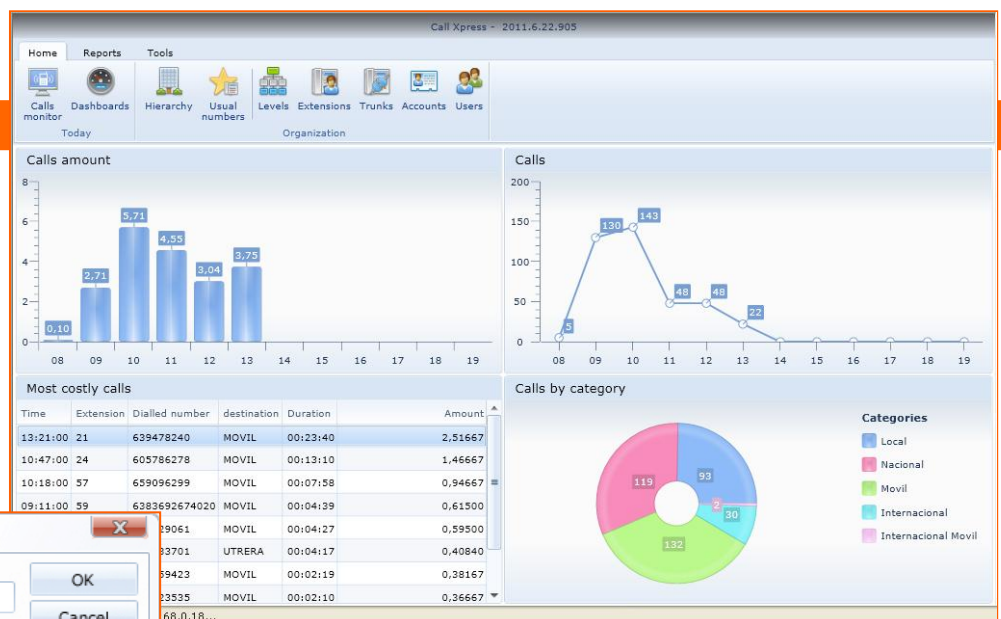 Call Xpress - 2011.6.22.905
Home Reports Tools
Calls monitor Dashboards Hierarchy Usual numbers Levels Extensions Trunks Accounts Users
Today Organization
Calls amount
8
6
4
2
0
0,10 2,71 5,71 4,55 3,04 3,75
08 09 10 11 12 13 14 15 16 17 18 19
Calls
200
150
100
50
0
5 130 143 48 48 22
08 09 10 11 12 13 14 15 16 17 18 19
Most costly calls
Time Extension Dialled number destination Duration Amount
13:21:00 21 639478240 MOVIL 00:23:40 2,51667
10:47:00 24 605786278 MOVIL 00:13:10 1,46667
10:18:00 57 659096299 MOVIL 00:07:58 0,94667
09:11:00 59 6383692674020 MOVIL 00:04:39 0,61500
29061 MOVIL 00:04:27 0,59500
3701 UTRERA 00:04:17 0,40840
9423 MOVIL 00:02:19 0,38167
23535 MOVIL 00:02:10 0,36667
Calls by category
119 93 2 30 132
Categories
Local
Nacional
Movil
Internacional
Internacional Movil
X
OK
Cancel
68.0.18...